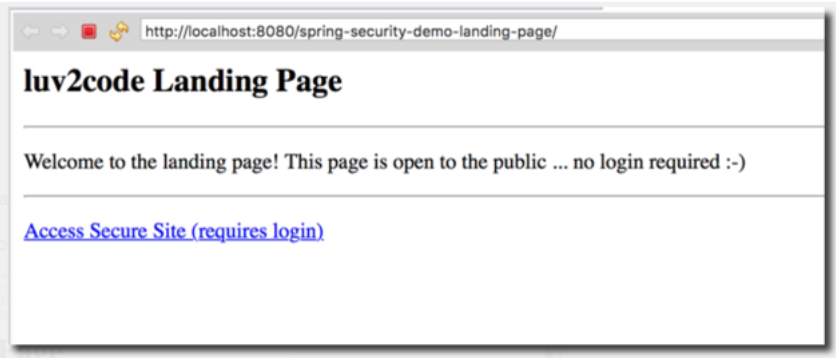 http://localhost:8080/spring-security-demo-landing-page/
luv2code Landing Page
Welcome to the landing page! This page is open to the public ... no login required :-)
Access Secure Site (requires login)